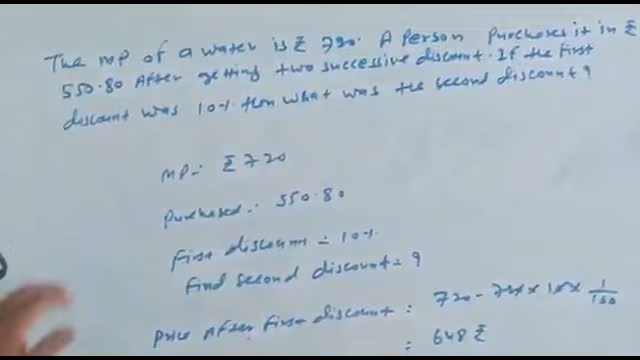 The MP of a water is ₹ 720. A Person Purchases it in ₹
550.80 After getting two successive discount. If the first
discount was 10%. then what was the second discount?
MP:- ₹ 720
Purchased:- 550.80
First discount = 10%.
Find second discount = ?
Price After First discount : 720 - 720 × 10 × 1/100
: 648 ₹